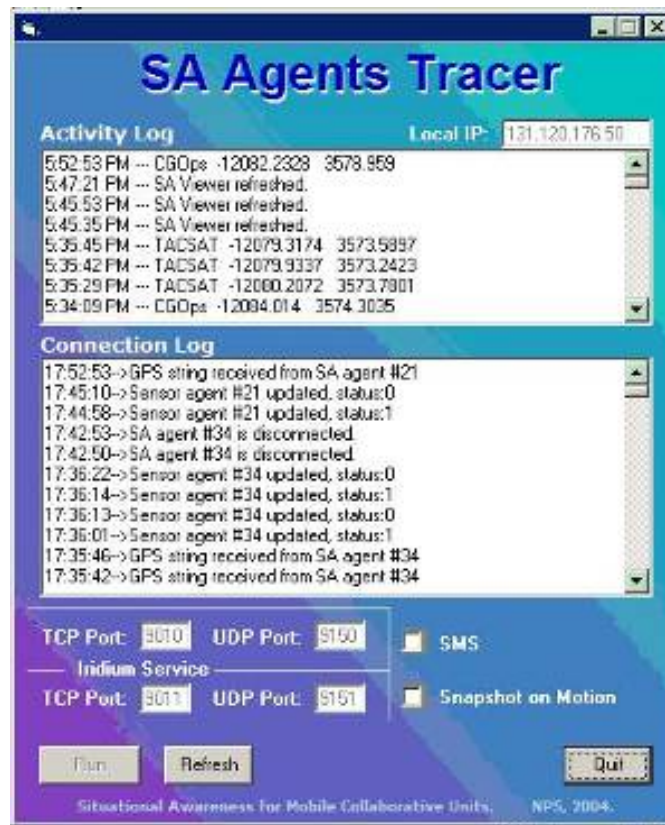 SA Agents Tracer
Activity Log Local IP: 131.120.176.50
5:52:53 PM --- CGOps -12082.2328 3578.959
5:47:21 PM --- SA Viewer refreshed.
5:45:53 PM --- SA Viewer refreshed.
5:45:35 PM --- SA Viewer refreshed.
5:35:45 PM --- TACSAT -12079.3174 3573.5897
5:35:42 PM --- TACSAT -12079.9337 3573.2423
5:35:29 PM --- TACSAT -12080.2072 3573.7801
5:34:09 PM --- CGOps -12084.014 3574.3035
Connection Log
17:52:53-->GPS string received from SA agent #21
17:45:10-->Sensor agent #21 updated, status:0
17:44:58-->Sensor agent #21 updated, status:1
17:42:53-->SA agent #34 is disconnected.
17:42:50-->SA agent #34 is disconnected.
17:36:22-->Sensor agent #34 updated, status:0
17:36:14-->Sensor agent #34 updated, status:1
17:36:13-->Sensor agent #34 updated, status:0
17:36:01-->Sensor agent #34 updated, status:1
17:35:46-->GPS string received from SA agent #34
17:35:42-->GPS string received from SA agent #34
TCP Port: 9010 UDP Port: 9150 SMS
Iridium Service
TCP Port: 9011 UDP Port: 9151 Snapshot on Motion
Run Refresh Quit
Situational Awareness for Mobile Collaborative Units. NPS, 2004.